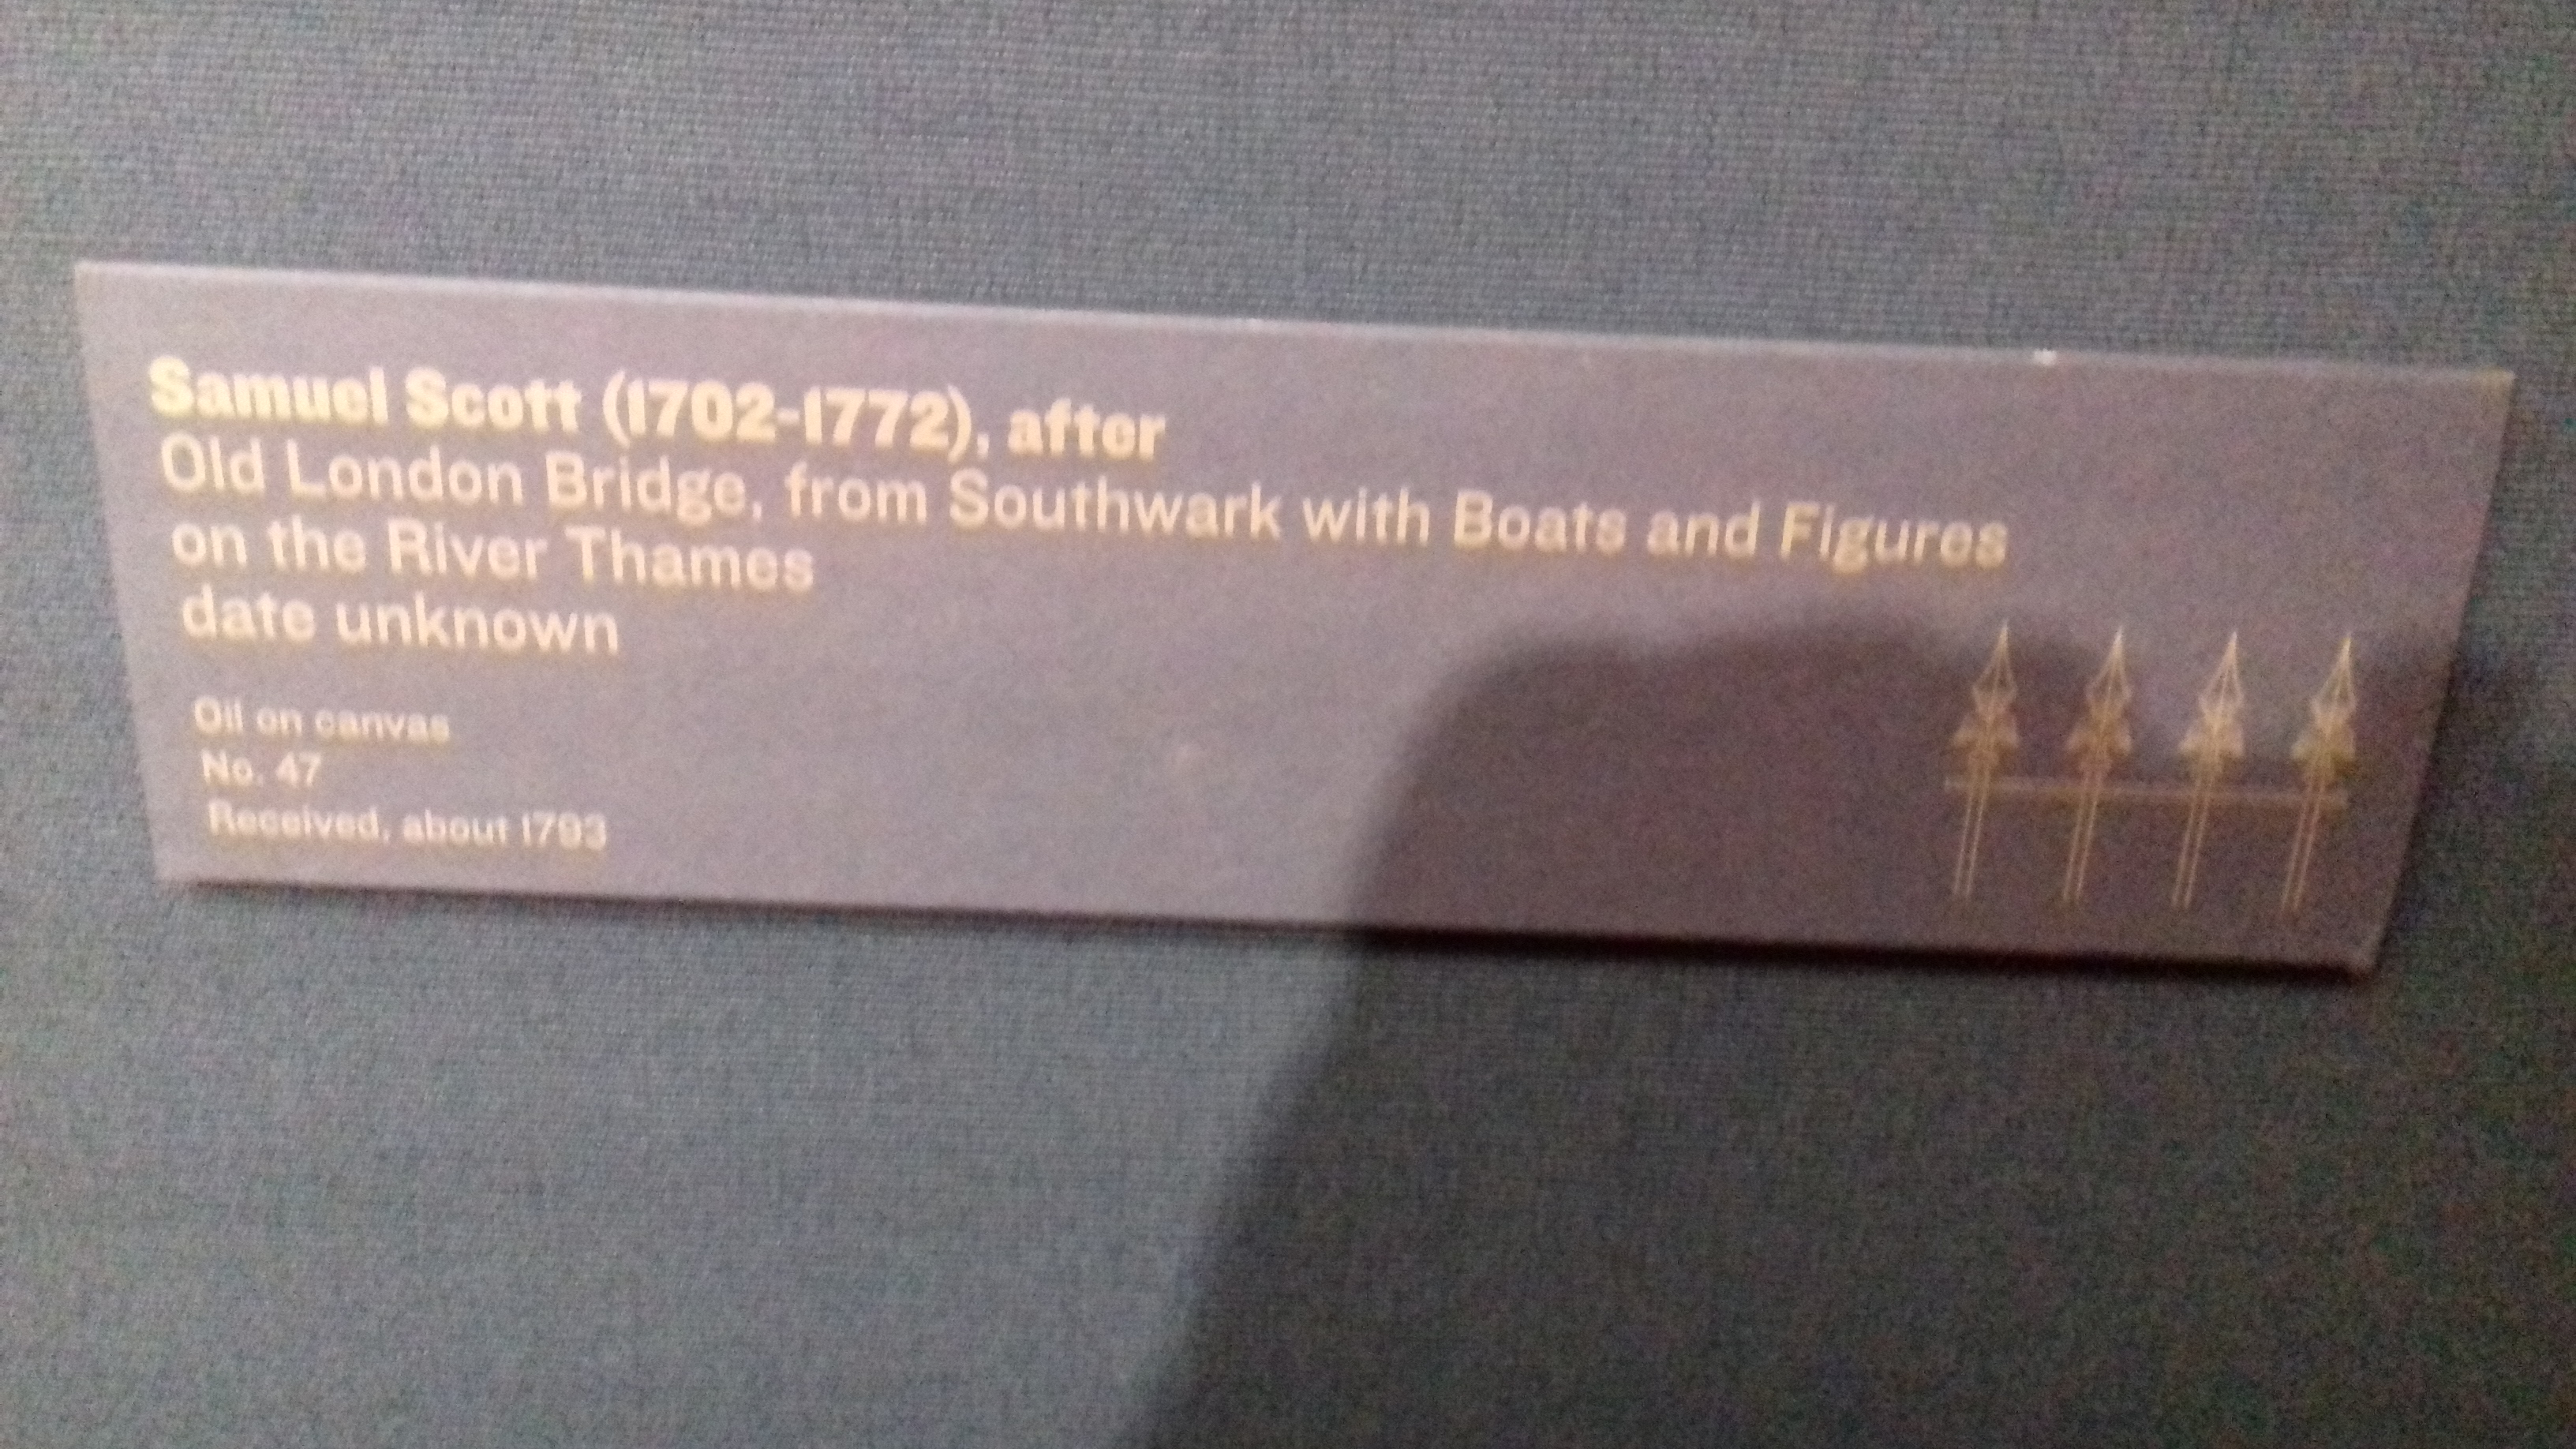 Samuel Scott (1702-1772), after
Old London Bridge, from Southwark with Boats and Figures
on the River Thames
date unknown
Oil on canvas
No. 47
Received, about 1793